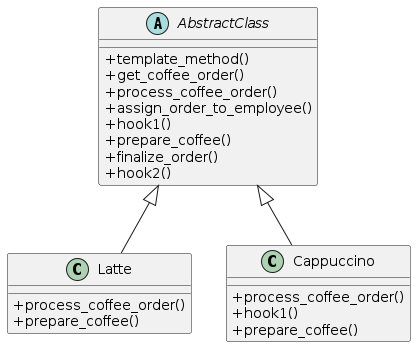 A AbstractClass
+template_method()
+get_coffee_order()
+process_coffee_order()
+assign_order_to_employee()
+hook1()
+prepare_coffee()
+finalize_order()
+hook2()
C Latte
+process_coffee_order()
+prepare_coffee()
C Cappuccino
+process_coffee_order()
+hook1()
+prepare_coffee()